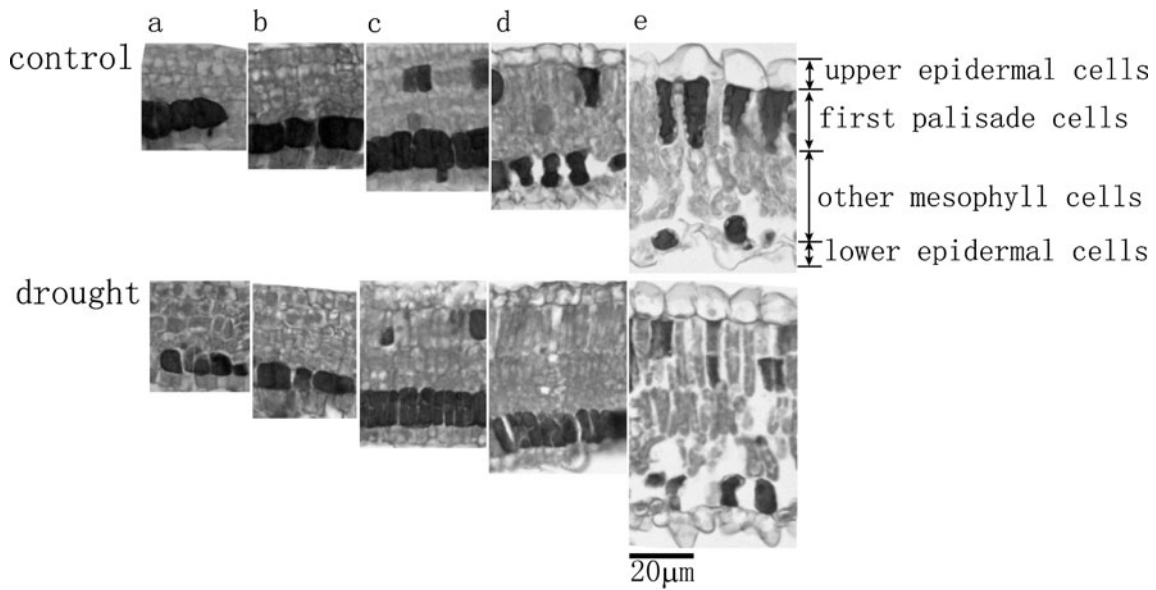 a b c d e
control
upper epidermal cells
first palisade cells
other mesophyll cells
lower epidermal cells
drought
20μm